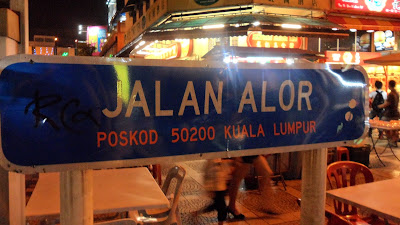 JALAN ALOR
POSKOD 50200 KUALA LUMPUR